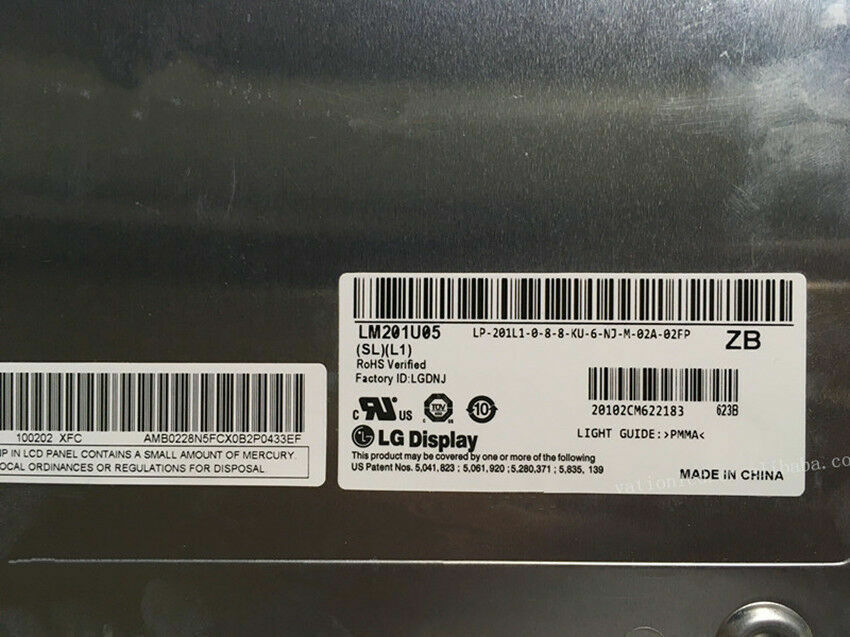 LM201U05 LP-201L1-0-8-8-KU-6-NJ-M-02A-02FP ZB
(SL)(L1)
RoHS Verified
Factory ID:LGDNJ
c RU US TÜV 10
20102CM622183 623B
LG Display LIGHT GUIDE:>PMMA<
This product may be covered by one or more of the following
US Patent Nos. 5,041,823 ; 5,061,920 ; 5,280,371 ; 5,835, 139
MADE IN CHINA
100202 XFC AMB0228N5FCX0B2P0433EF
IN LCD PANEL CONTAINS A SMALL AMOUNT OF MERCURY.
ORDINANCES OR REGULATIONS FOR DISPOSAL.